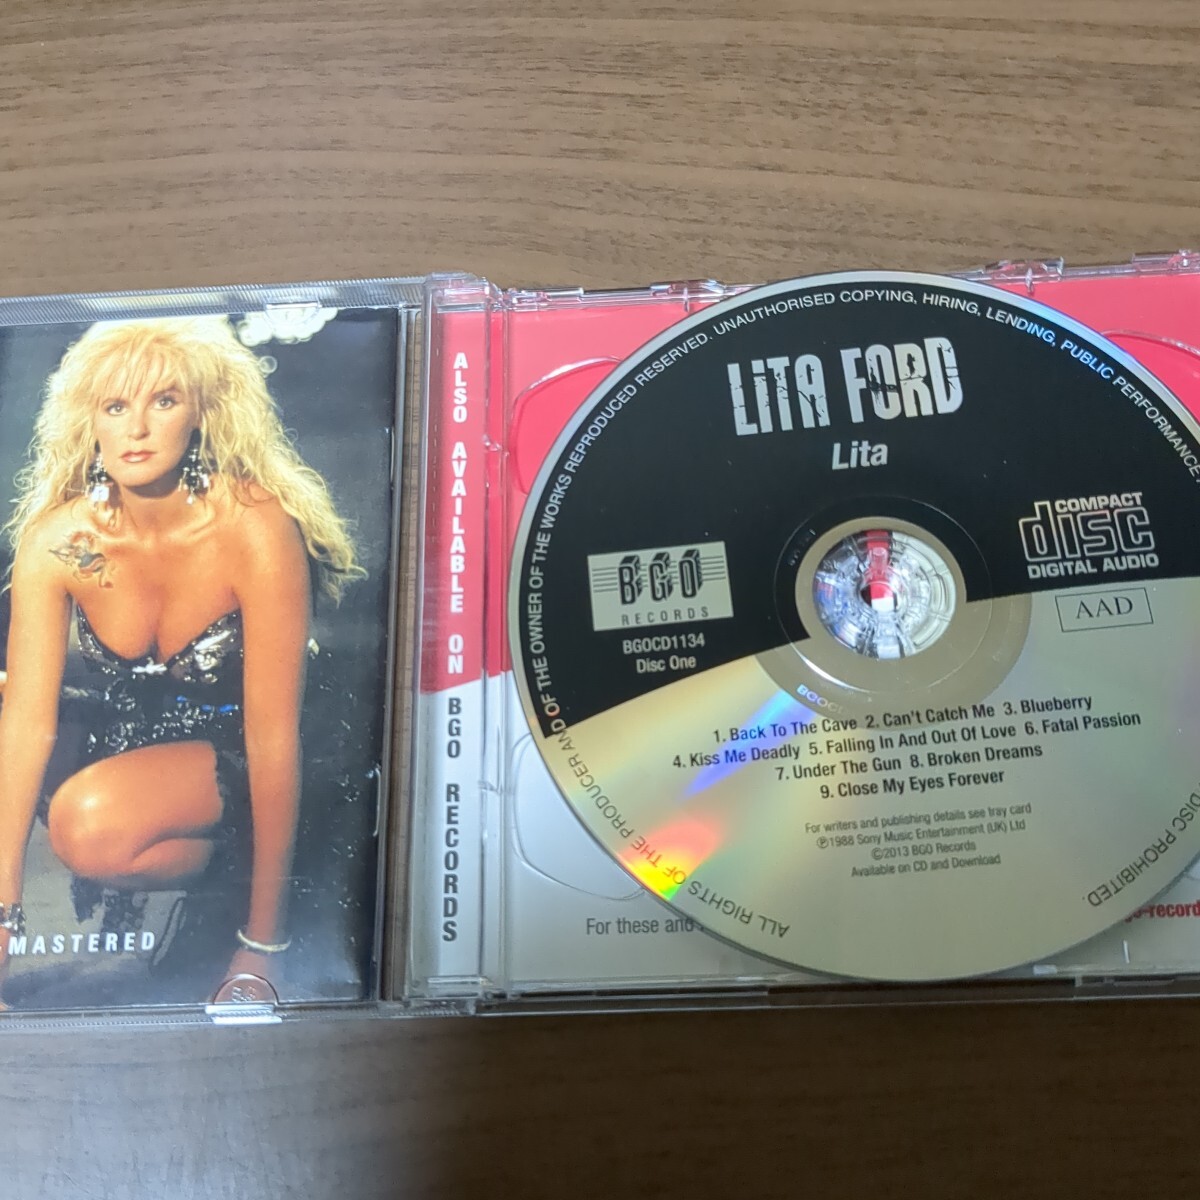 MASTERED
ALSO AVAILABLE ON BGO RECORDS
ALL RIGHTS OF THE PRODUCER AND OF THE OWNER OF THE WORKS REPRODUCED RESERVED. UNAUTHORISED COPYING, HIRING, LENDING, PUBLIC PERFORMANCE
DISC PROHIBITED.
LiTA FORD
Lita
BGO
RECORDS
BGOCD1134
Disc One
COMPACT
disc
DIGITAL AUDIO
AAD
1. Back To The Cave 2. Can't Catch Me 3. Blueberry
4. Kiss Me Deadly 5. Falling In And Out Of Love 6. Fatal Passion
7. Under The Gun 8. Broken Dreams
9. Close My Eyes Forever
For writers and publishing details see tray card
℗1988 Sony Music Entertainment (UK) Ltd
©2013 BGO Records
Available on CD and Download
For these and